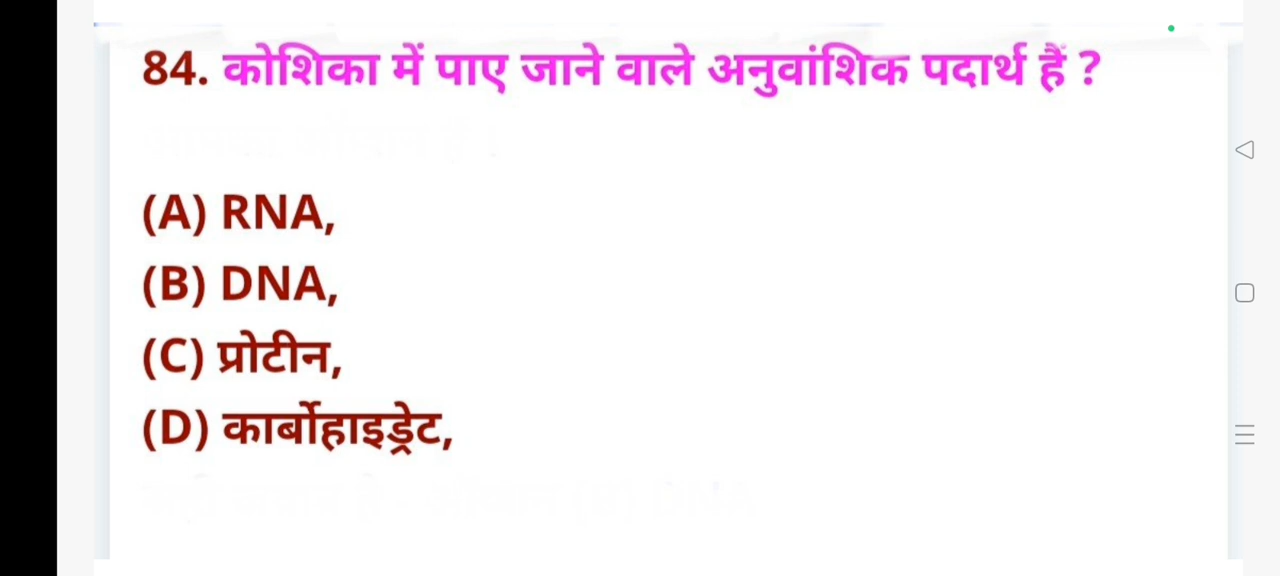 84. कोशिका में पाए जाने वाले अनुवांशिक पदार्थ हैं ?
(A) RNA,
(B) DNA,
(C) प्रोटीन,
(D) कार्बोहाइड्रेट,